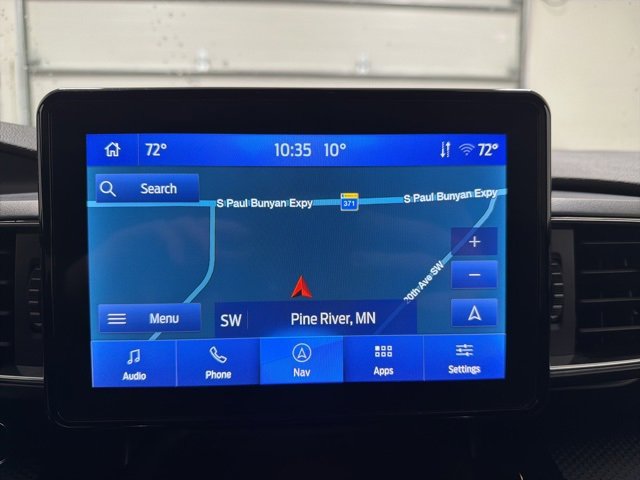 72° 10:35 10° 72°
Search
S Paul Bunyan Expy 371 S Paul Bunyan Expy
+
Ave SW
−
Menu SW Pine River, MN
Audio Phone Nav Apps Settings